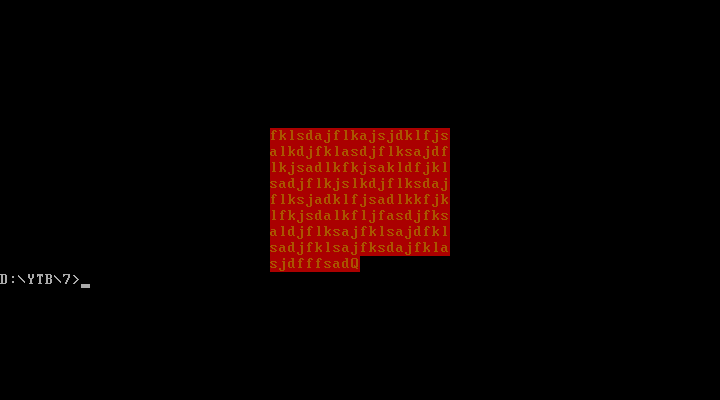 fklsdajflkajsjdklfjs
alkdjfklasdjflksajdf
lkjsadlkfkjsakldfjkl
sadjflkjslkdjflksdaj
flksjadklfjsadlkkfjk
lfkjsdalkfljfasdjfks
aldjflksajfklsajdfkl
sadjfklsajfksdajfkla
sjdfffsadQ
D:\YTB\7>_